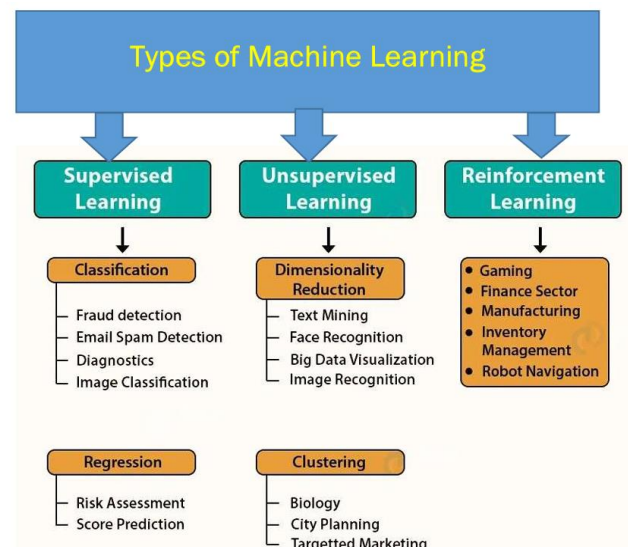 Types of Machine Learning
Supervised
Learning
Unsupervised
Learning
Reinforcement
Learning
Classification
Fraud detection
Email Spam Detection
Diagnostics
Image Classification
Regression
Risk Assessment
Score Prediction
Dimensionality
Reduction
Text Mining
Face Recognition
Big Data Visualization
Image Recognition
Clustering
Biology
City Planning
Targetted Marketing
• Gaming
• Finance Sector
• Manufacturing
• Inventory
Management
• Robot Navigation